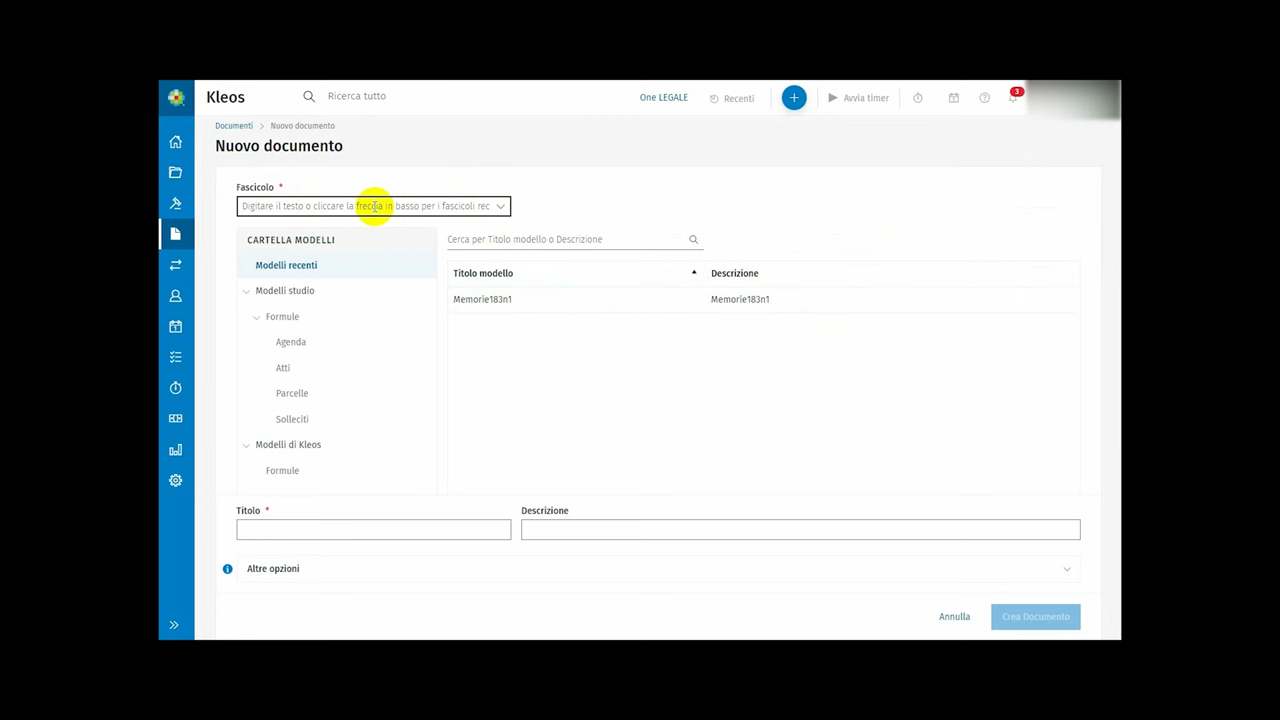 Kleos
Ricerca tutto
One LEGALE
Recenti
+
Avvia timer
3
Documenti > Nuovo documento
Nuovo documento
Fascicolo *
Digitare il testo o cliccare la freccia in basso per i fascicoli rec
CARTELLA MODELLI
Cerca per Titolo modello o Descrizione
Modelli recenti
Titolo modello
Descrizione
Modelli studio
Memorie183n1
Memorie183n1
Formule
Agenda
Atti
Parcelle
Solleciti
Modelli di Kleos
Formule
Titolo *
Descrizione
Altre opzioni
Annulla
Crea Documento